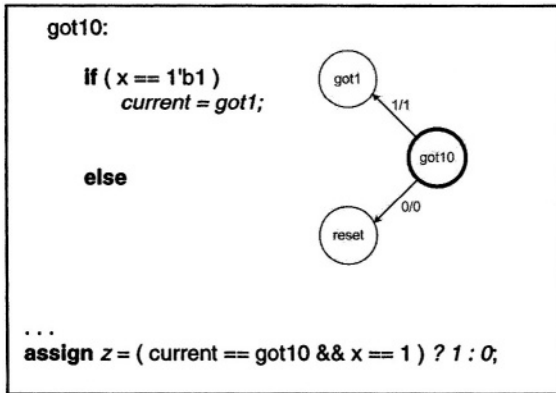 got10:
if ( x == 1'b1 )
current = got1;
got1
1/1
got10
else
0/0
reset
. . .
assign z = ( current == got10 && x == 1 ) ? 1 : 0;